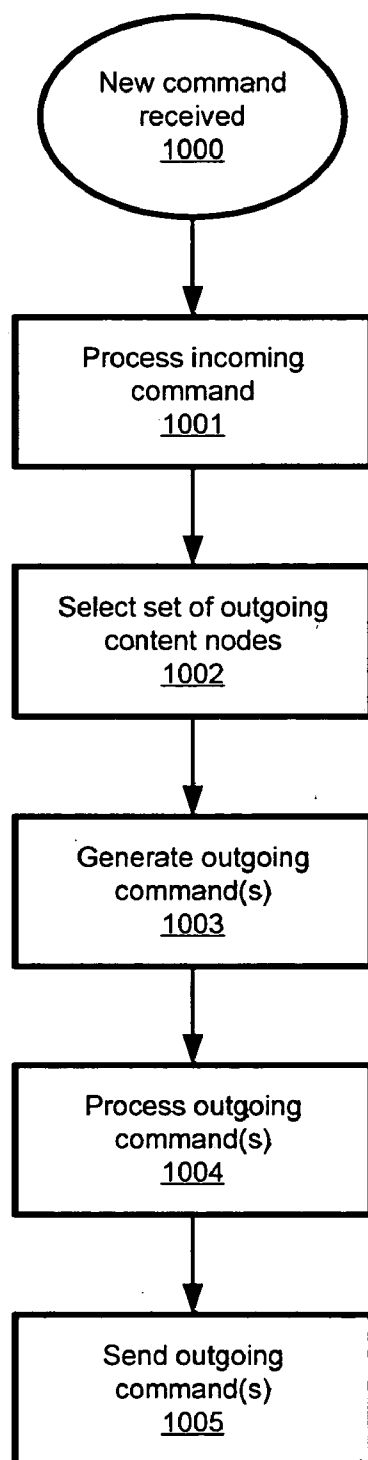 New command
received
1000
Process incoming
command
1001
Select set of outgoing
content nodes
1002
Generate outgoing
command(s)
1003
Process outgoing
command(s)
1004
Send outgoing
command(s)
1005